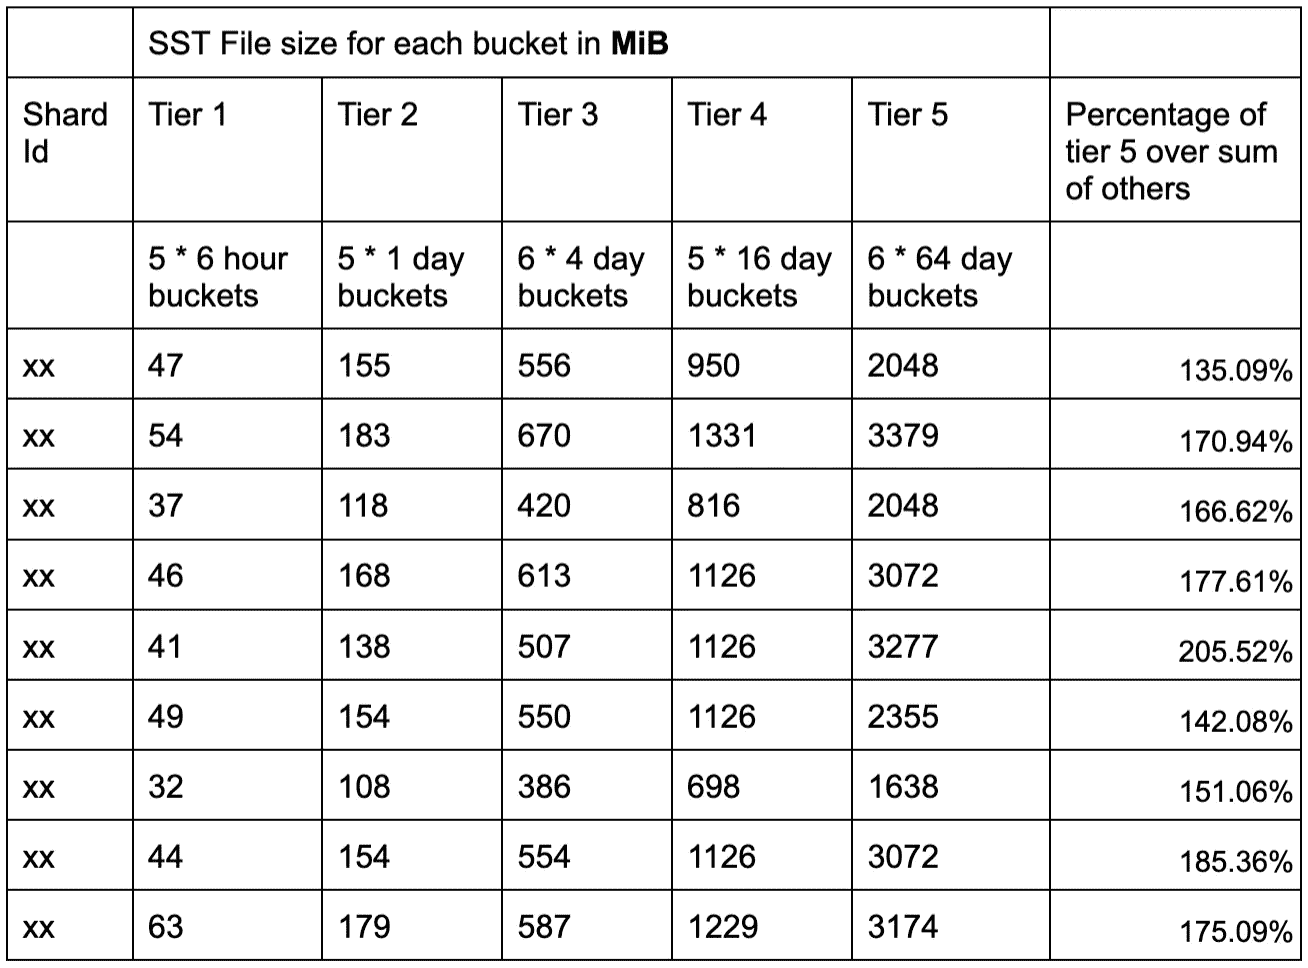 SST File size for each bucket in MiB
Shard Id Tier 1 Tier 2 Tier 3 Tier 4 Tier 5 Percentage of tier 5 over sum of others
5 * 6 hour buckets 5 * 1 day buckets 6 * 4 day buckets 5 * 16 day buckets 6 * 64 day buckets
xx 47 155 556 950 2048 135.09%
xx 54 183 670 1331 3379 170.94%
xx 37 118 420 816 2048 166.62%
xx 46 168 613 1126 3072 177.61%
xx 41 138 507 1126 3277 205.52%
xx 49 154 550 1126 2355 142.08%
xx 32 108 386 698 1638 151.06%
xx 44 154 554 1126 3072 185.36%
xx 63 179 587 1229 3174 175.09%